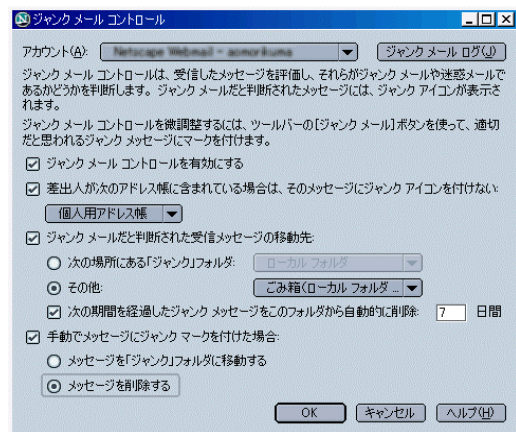 ジャンク メール コントロール
アカウント(A):
ジャンク メール ログ(J)
ジャンク メール コントロールは、受信したメッセージを評価し、それらがジャンク メールや迷惑メールで
あるかどうかを判断します。ジャンク メールだと判断されたメッセージには、ジャンク アイコンが表示さ
れます。
ジャンク メール コントロールを微調整するには、ツールバーの[ジャンク メール]ボタンを使って、適切
だと思われるジャンク メッセージにマークを付けます。
ジャンク メール コントロールを有効にする
差出人が次のアドレス帳に含まれている場合は、そのメッセージにジャンク アイコンを付けない:
個人用アドレス帳
ジャンク メールだと判断された受信メッセージの移動先:
次の場所にある「ジャンク」フォルダ: ローカル フォルダ
その他: ごみ箱(ローカル フォルダ ...
次の期間を経過したジャンク メッセージをこのフォルダから自動的に削除: 7 日間
手動でメッセージにジャンク マークを付けた場合:
メッセージを「ジャンク」フォルダに移動する
メッセージを削除する
OK キャンセル ヘルプ(H)